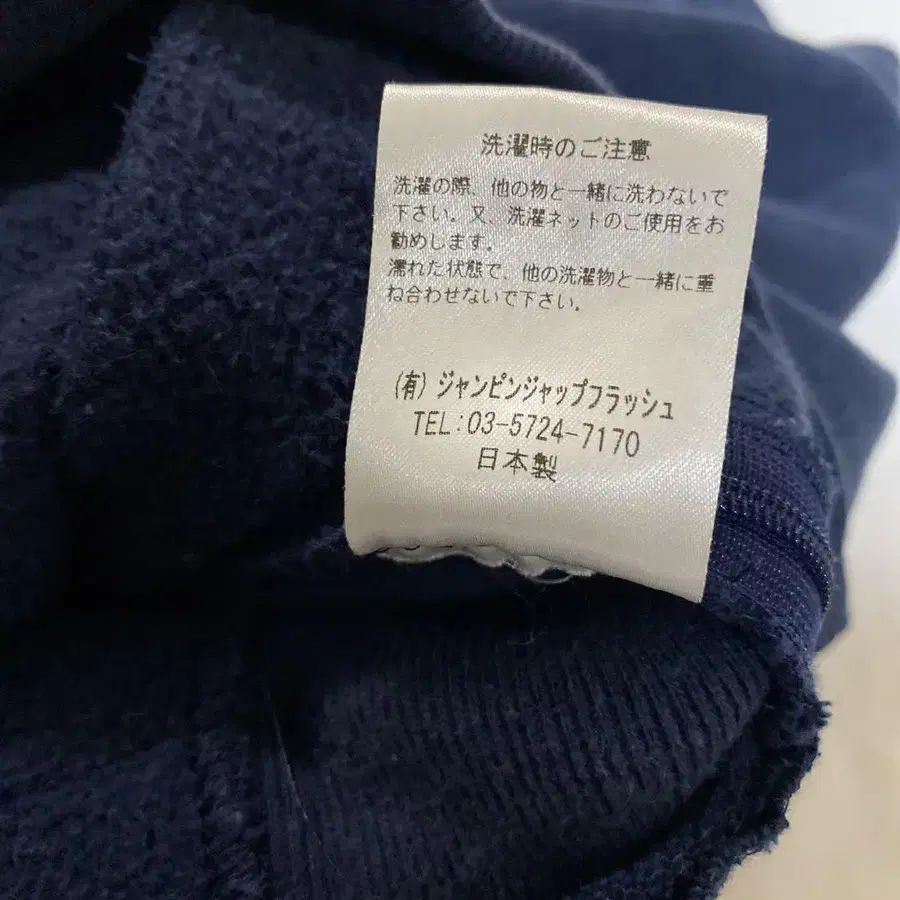 洗濯時のご注意
洗濯の際、他の物と一緒に洗わないで
下さい。又、洗濯ネットのご使用をお
勧めします。
濡れた状態で、他の洗濯物と一緒に重
ね合わせないで下さい。
(有) ジャンピンジャップフラッシュ
TEL:03-5724-7170
日本製